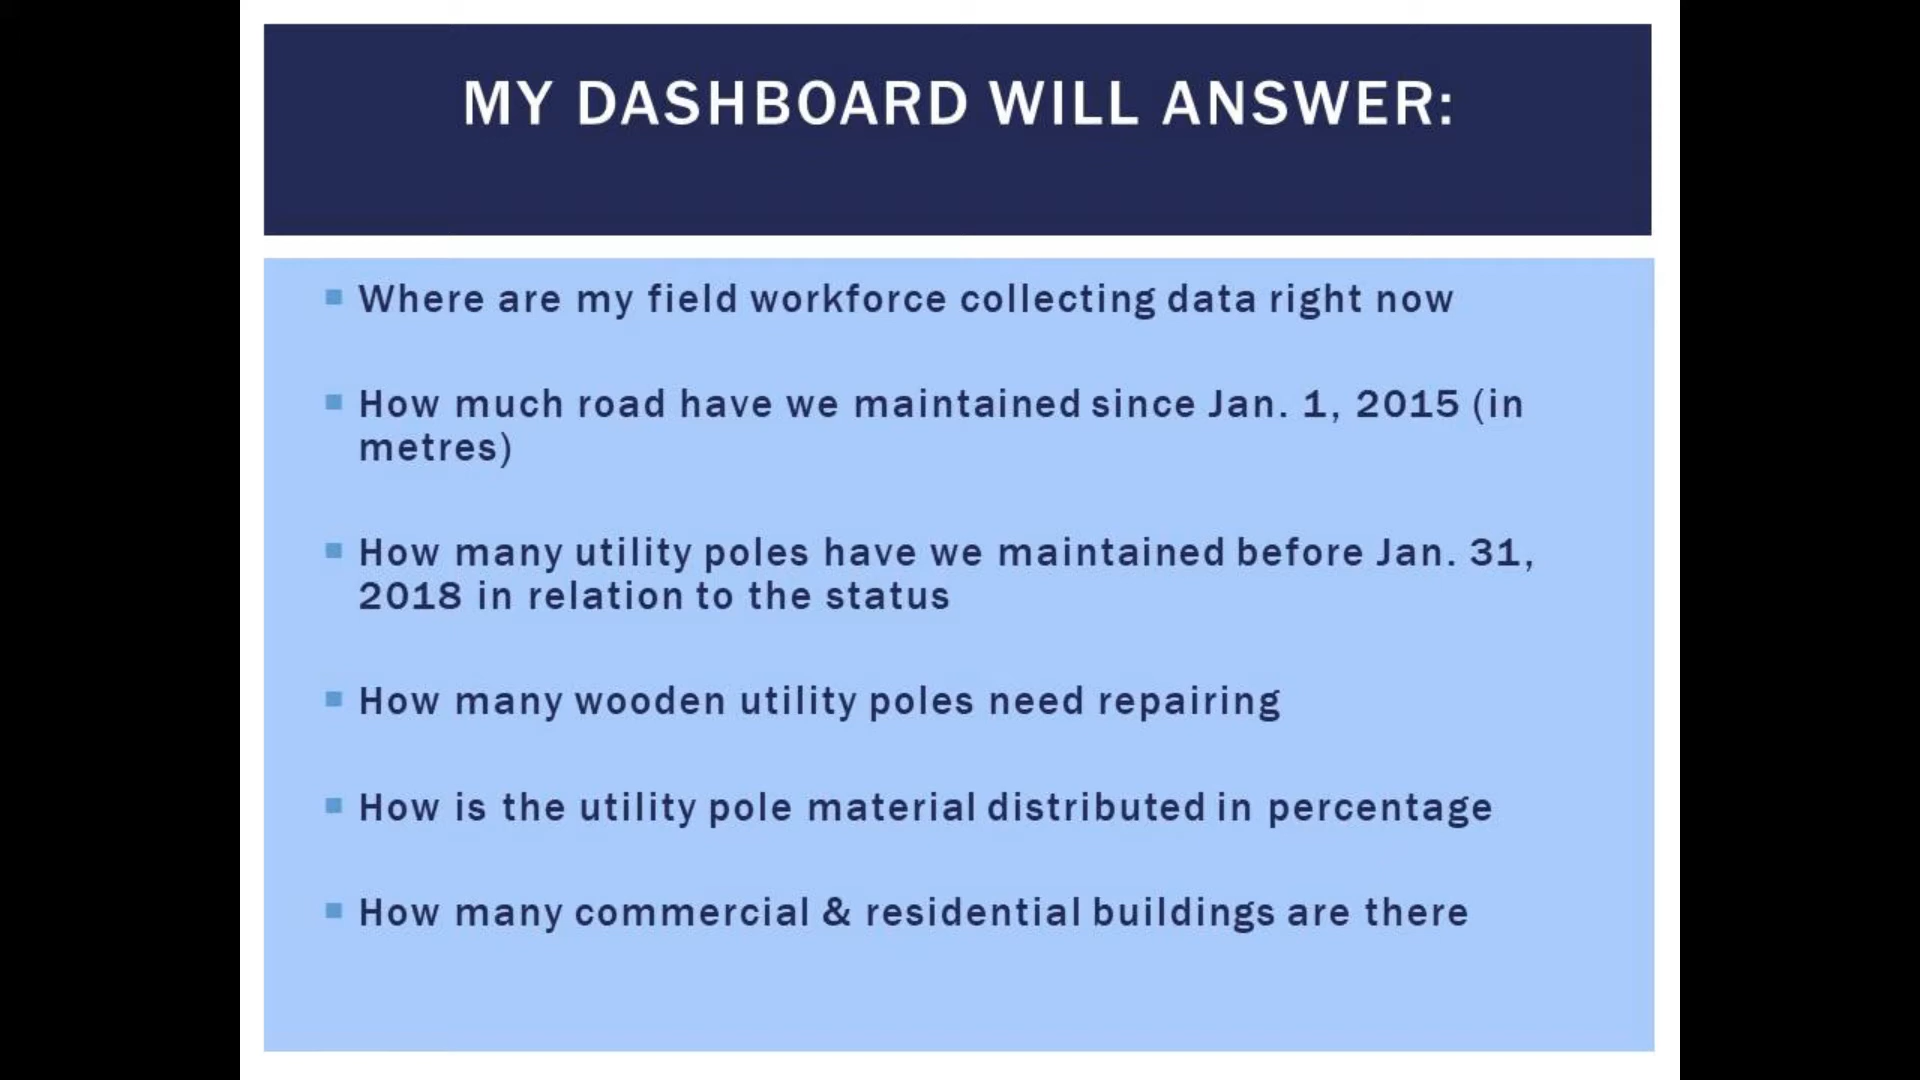 MY DASHBOARD WILL ANSWER:
Where are my field workforce collecting data right now
How much road have we maintained since Jan. 1, 2015 (in
metres)
How many utility poles have we maintained before Jan. 31,
2018 in relation to the status
How many wooden utility poles need repairing
How is the utility pole material distributed in percentage
How many commercial & residential buildings are there